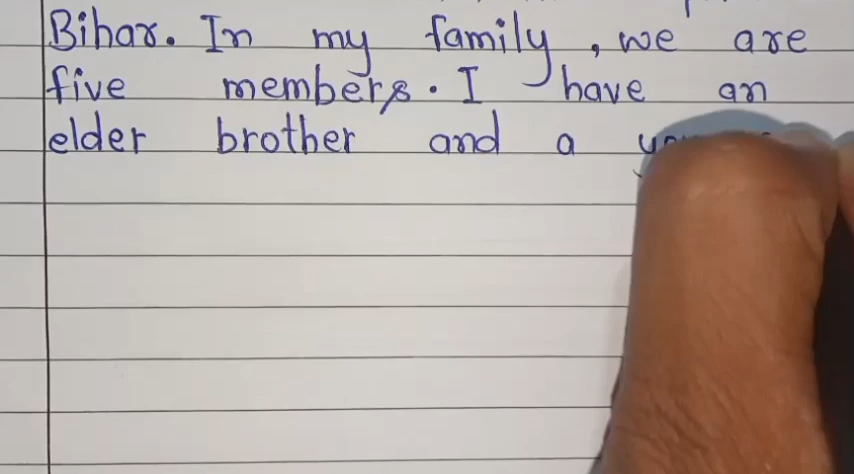 Bihar. In my family, we are
five members. I have an
elder brother and a